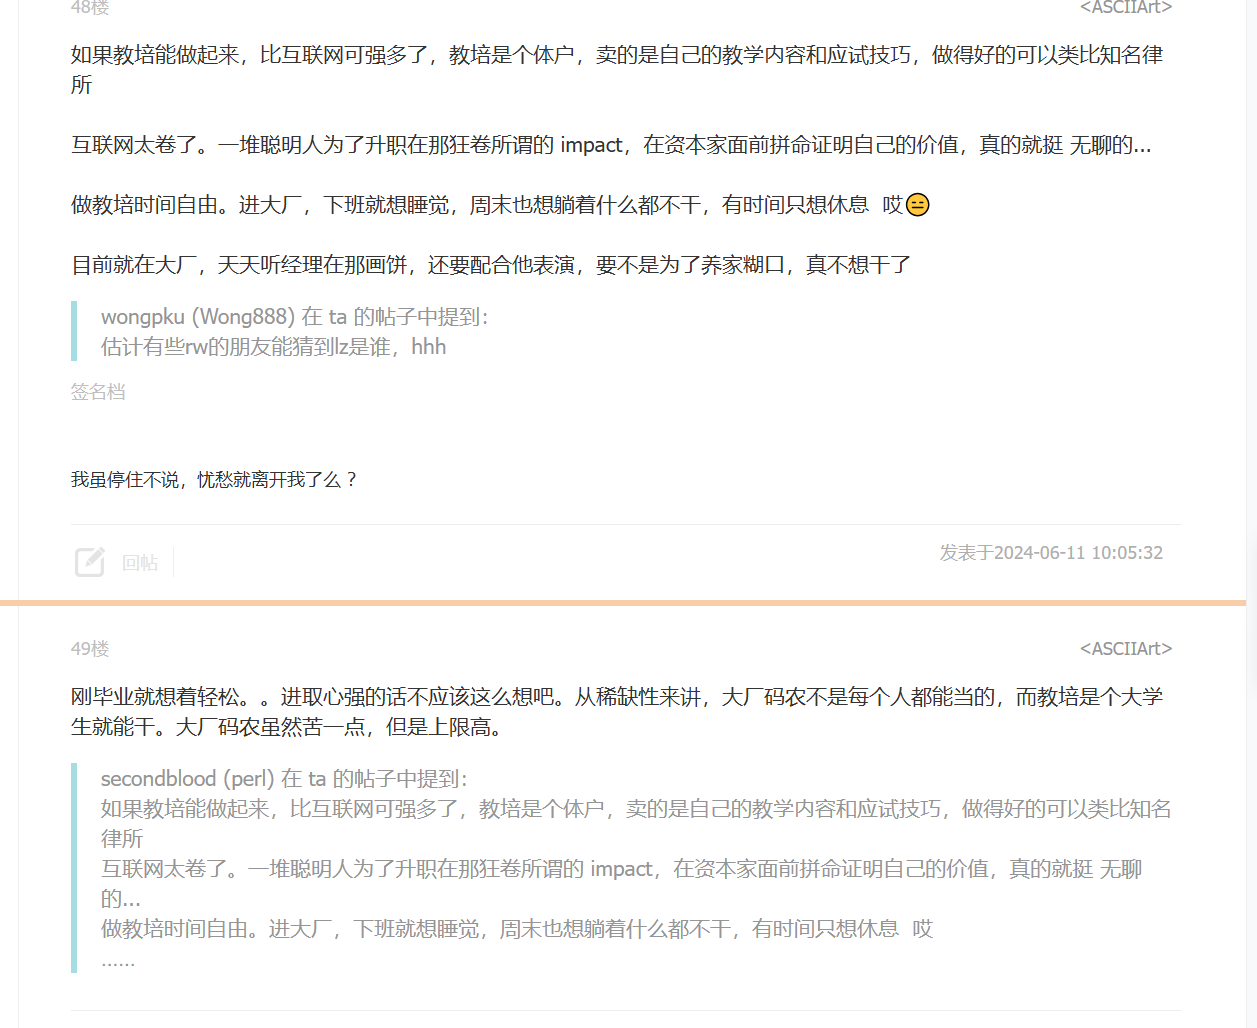 48楼 <ASCIIArt>
如果教培能做起来，比互联网可强多了，教培是个体户，卖的是自己的教学内容和应试技巧，做得好的可以类比知名律
所
互联网太卷了。一堆聪明人为了升职在那狂卷所谓的 impact，在资本家面前拼命证明自己的价值，真的就挺 无聊的...
做教培时间自由。进大厂，下班就想睡觉，周末也想躺着什么都不干，有时间只想休息  哎😑
目前就在大厂，天天听经理在那画饼，还要配合他表演，要不是为了养家糊口，真不想干了
wongpku (Wong888) 在 ta 的帖子中提到：
估计有些rw的朋友能猜到lz是谁，hhh
签名档
我虽停住不说，忧愁就离开我了么？
回帖 发表于2024-06-11 10:05:32
49楼 <ASCIIArt>
刚毕业就想着轻松。。进取心强的话不应该这么想吧。从稀缺性来讲，大厂码农不是每个人都能当的，而教培是个大学
生就能干。大厂码农虽然苦一点，但是上限高。
secondblood (perl) 在 ta 的帖子中提到：
如果教培能做起来，比互联网可强多了，教培是个体户，卖的是自己的教学内容和应试技巧，做得好的可以类比知名
律所
互联网太卷了。一堆聪明人为了升职在那狂卷所谓的 impact，在资本家面前拼命证明自己的价值，真的就挺 无聊
的...
做教培时间自由。进大厂，下班就想睡觉，周末也想躺着什么都不干，有时间只想休息  哎
……